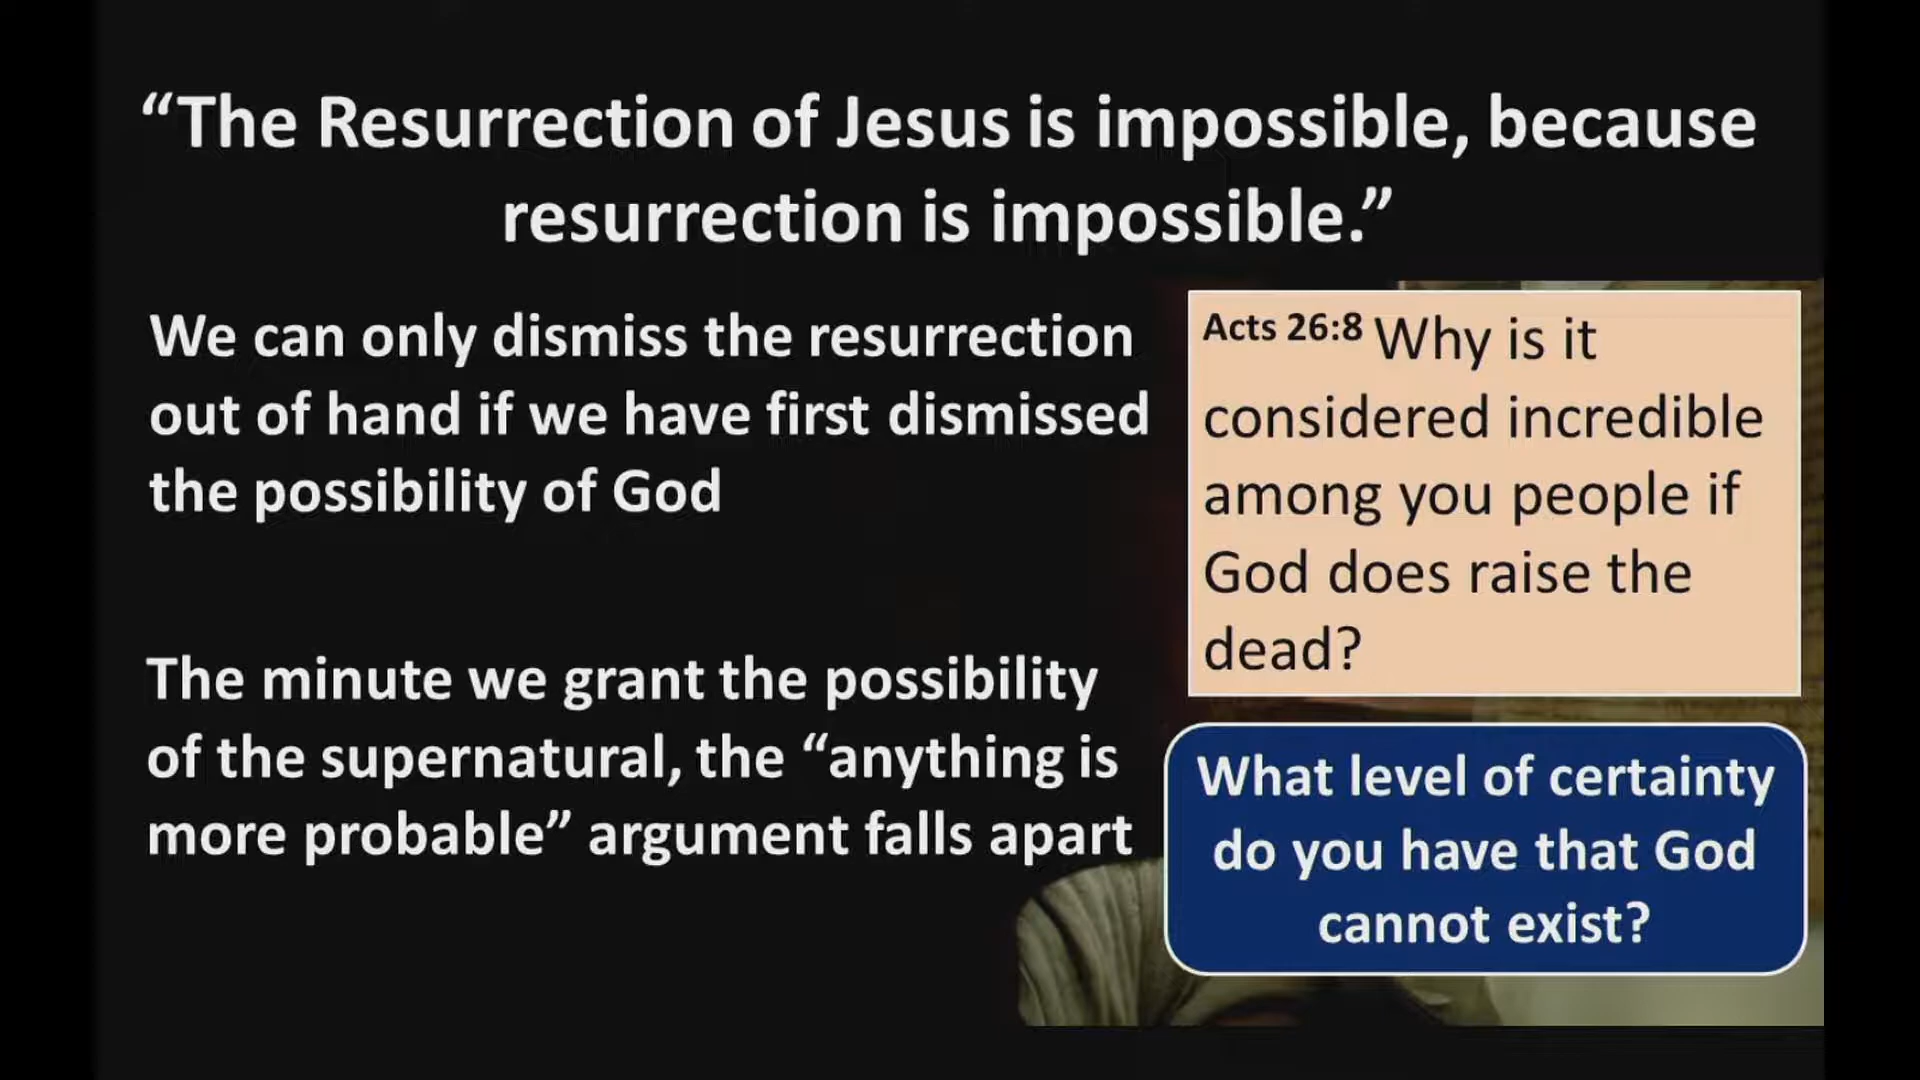 “The Resurrection of Jesus is impossible, because
resurrection is impossible.”
We can only dismiss the resurrection
out of hand if we have first dismissed
the possibility of God
The minute we grant the possibility
of the supernatural, the “anything is
more probable” argument falls apart
Acts 26:8 Why is it
considered incredible
among you people if
God does raise the
dead?
What level of certainty
do you have that God
cannot exist?